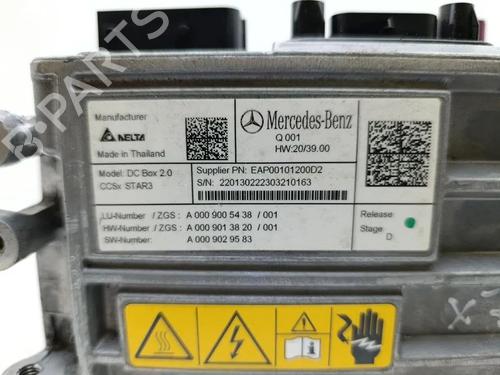 Manufacturer
DELTA
Made in Thailand
Model: DC Box 2.0
CCSx STAR3
Mercedes-Benz
Q 001
HW:20/39.00
Supplier PN: EAP00101200D2
S/N: 220130222303210163
LU-Number / ZGS : A 000 900 54 38 / 001
HW-Number / ZGS : A 000 901 38 20 / 001
SW-Number: A 000 902 95 83
Release
Stage :
D
B-PARTS